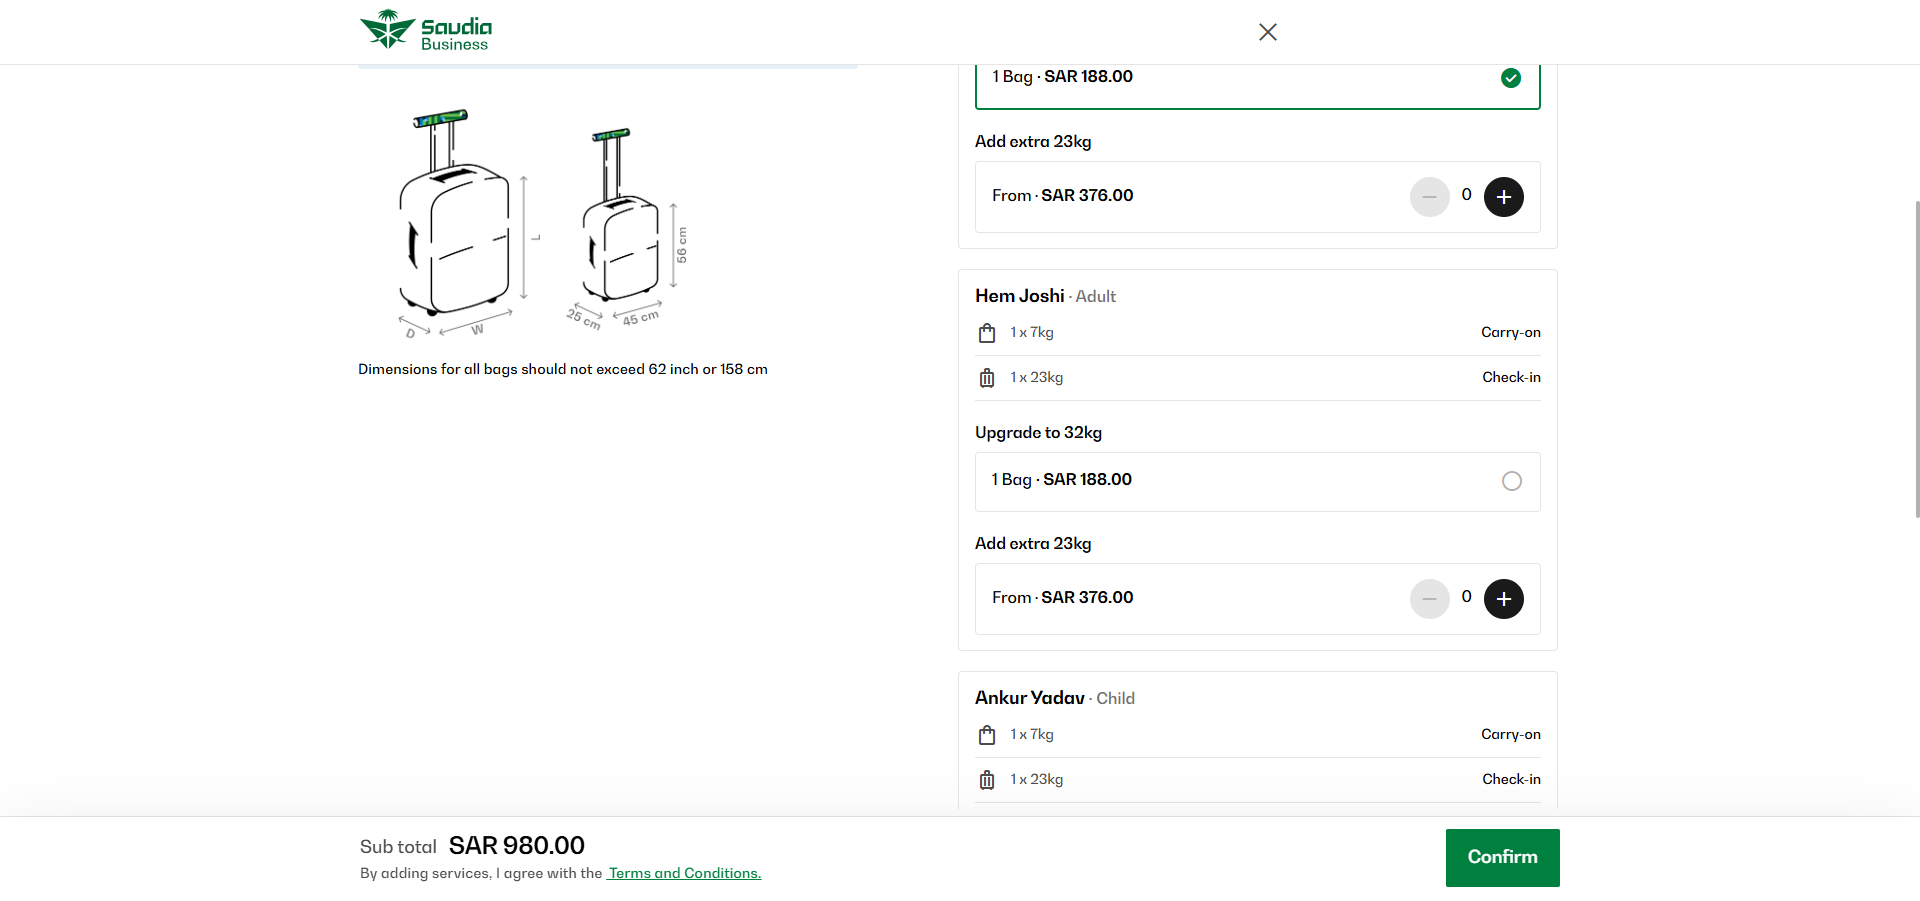 Saudia
Business
1 Bag · SAR 188.00
Add extra 23kg
From · SAR 376.00
0
L
D
W
56 cm
25 cm
45 cm
Dimensions for all bags should not exceed 62 inch or 158 cm
Hem Joshi · Adult
1 x 7kg
Carry-on
1 x 23kg
Check-in
Upgrade to 32kg
1 Bag · SAR 188.00
Add extra 23kg
From · SAR 376.00
0
Ankur Yadav · Child
1 x 7kg
Carry-on
1 x 23kg
Check-in
Sub total SAR 980.00
By adding services, I agree with the Terms and Conditions.
Confirm